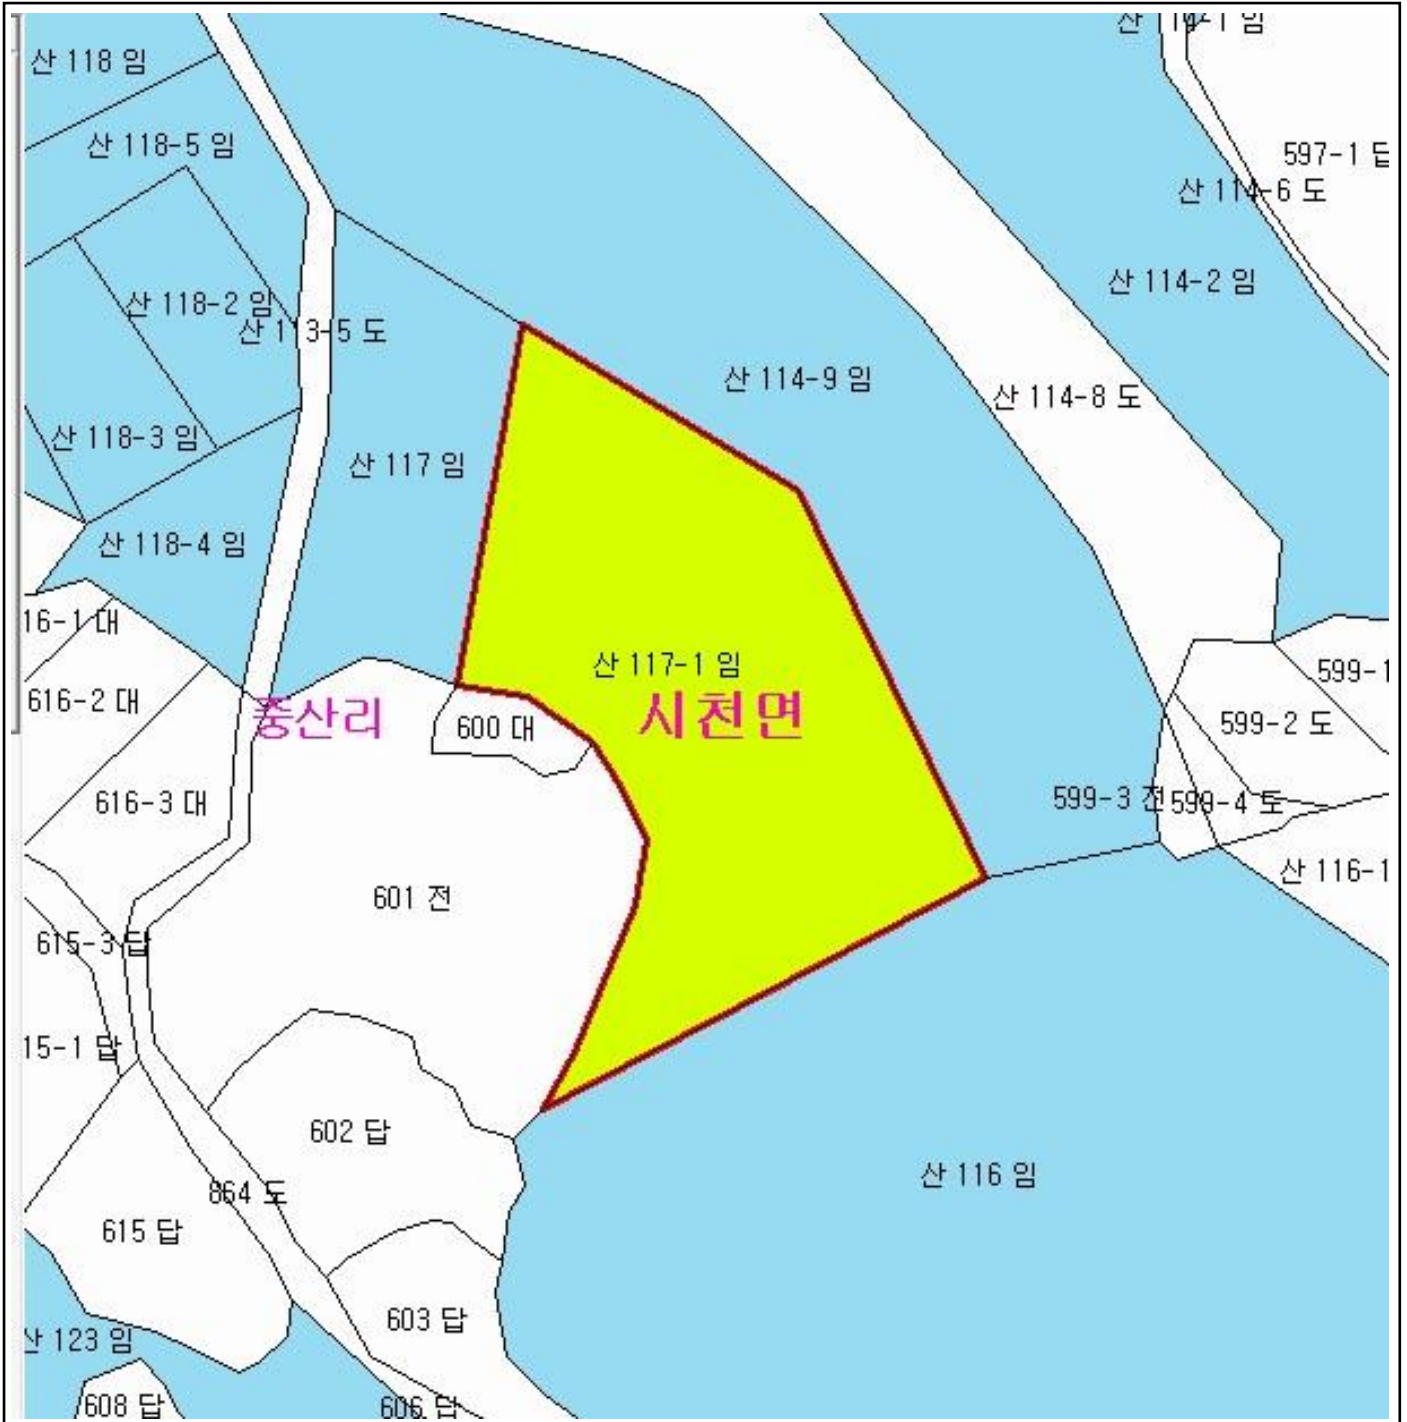 산 114-1 임
산 118 임
산 118-5 임
597-1 답
산 114-6 도
산 114-2 임
산 118-2 임
산 113-5 도
산 114-9 임
산 114-8 도
산 118-3 임
산 117 임
산 118-4 임
16-1 대
산 117-1 임
599-1
616-2 대
중산리
600 대
시천면
599-2 도
616-3 대
599-3 전
599-4 도
601 전
산 116-1
615-3 답
15-1 답
602 답
산 116 임
864 도
615 답
603 답
산 123 임
608 답
606 답